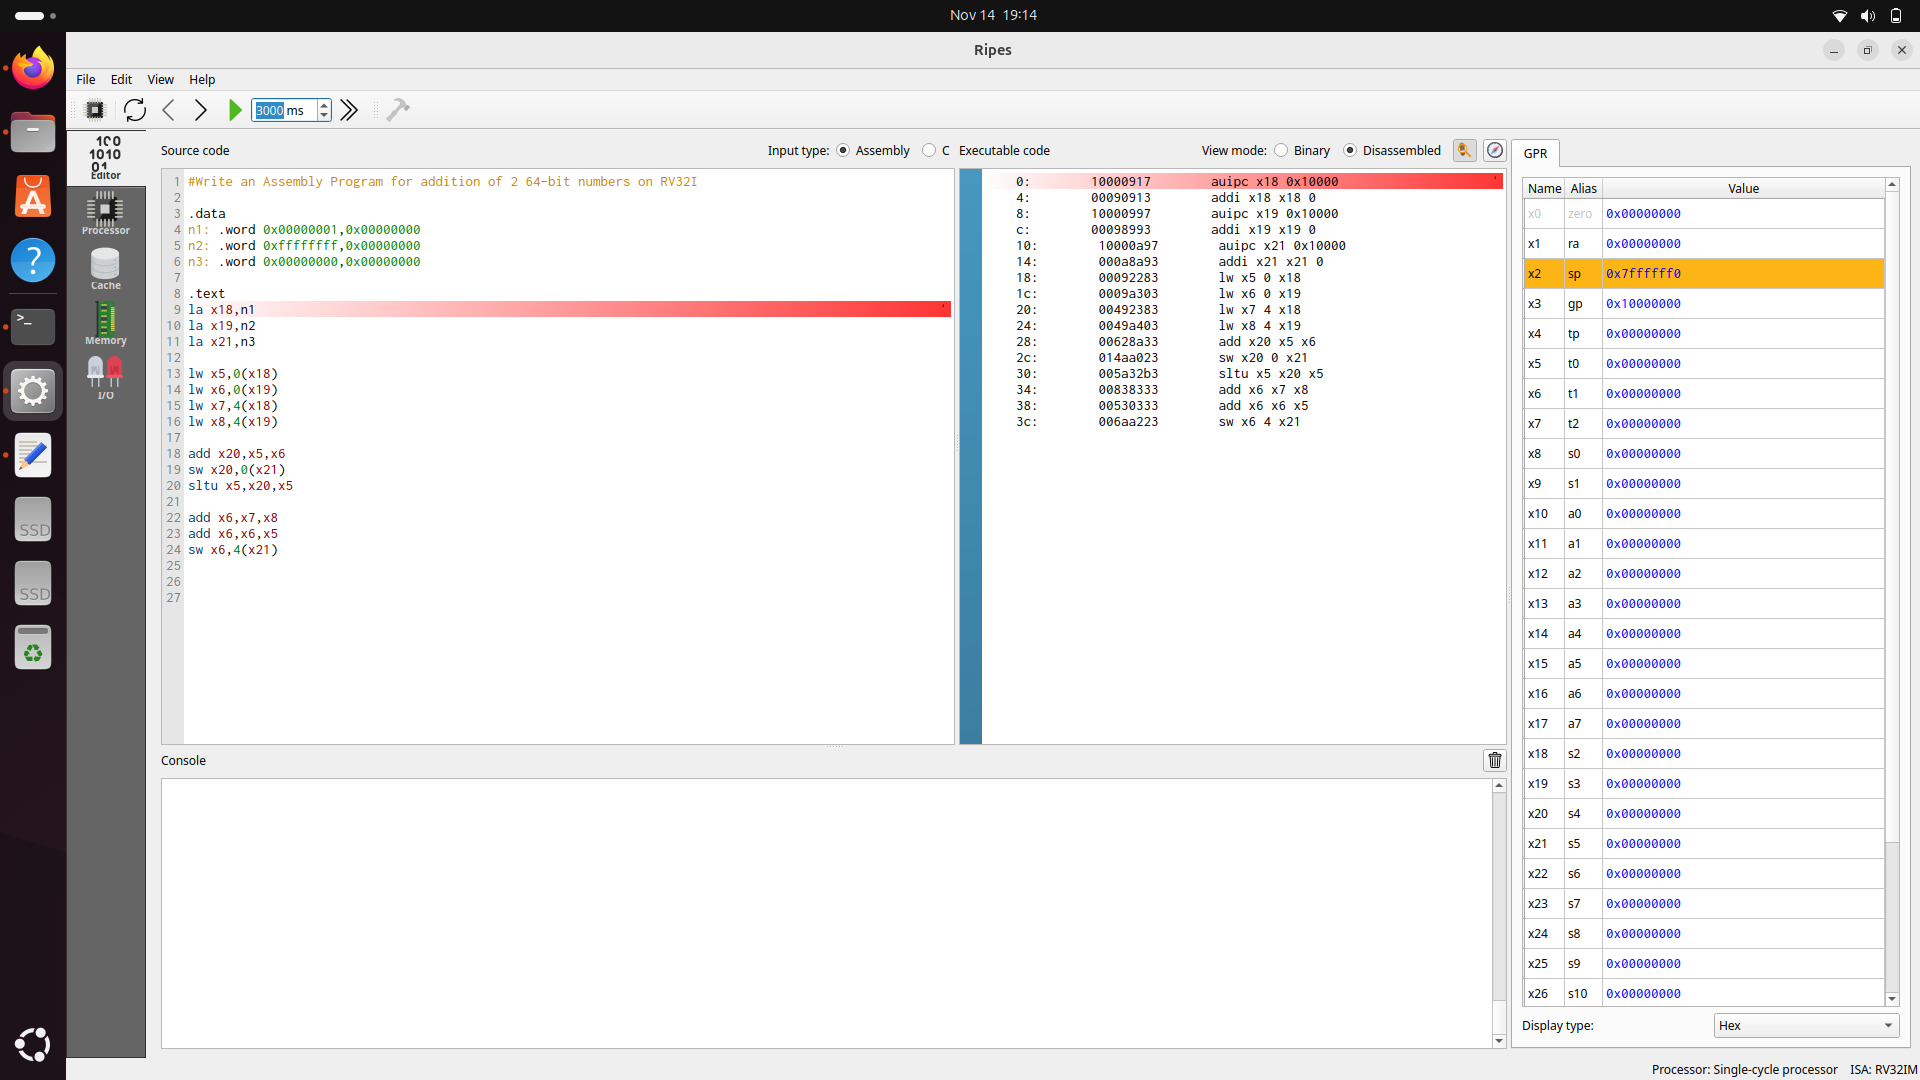 Nov 14 19:14
Ripes
File Edit View Help
3000 ms
Editor
Processor
Cache
Memory
I/O
>_
?
SSD
SSD
Source code Input type: Assembly C
1 #Write an Assembly Program for addition of 2 64-bit numbers on RV32I
2
3 .data
4 n1: .word 0x00000001,0x00000000
5 n2: .word 0xffffffff,0x00000000
6 n3: .word 0x00000000,0x00000000
7
8 .text
9 la x18,n1
10 la x19,n2
11 la x21,n3
12
13 lw x5,0(x18)
14 lw x6,0(x19)
15 lw x7,4(x18)
16 lw x8,4(x19)
17
18 add x20,x5,x6
19 sw x20,0(x21)
20 sltu x5,x20,x5
21
22 add x6,x7,x8
23 add x6,x6,x5
24 sw x6,4(x21)
25
26
27
Executable code View mode: Binary Disassembled
0: 10000917 auipc x18 0x10000
4: 00090913 addi x18 x18 0
8: 10000997 auipc x19 0x10000
c: 00098993 addi x19 x19 0
10: 10000a97 auipc x21 0x10000
14: 000a8a93 addi x21 x21 0
18: 00092283 lw x5 0 x18
1c: 0009a303 lw x6 0 x19
20: 00492383 lw x7 4 x18
24: 0049a403 lw x8 4 x19
28: 00628a33 add x20 x5 x6
2c: 014aa023 sw x20 0 x21
30: 005a32b3 sltu x5 x20 x5
34: 00838333 add x6 x7 x8
38: 00530333 add x6 x6 x5
3c: 006aa223 sw x6 4 x21
Console
GPR
Name Alias Value
x0 zero 0x00000000
x1 ra 0x00000000
x2 sp 0x7ffffff0
x3 gp 0x10000000
x4 tp 0x00000000
x5 t0 0x00000000
x6 t1 0x00000000
x7 t2 0x00000000
x8 s0 0x00000000
x9 s1 0x00000000
x10 a0 0x00000000
x11 a1 0x00000000
x12 a2 0x00000000
x13 a3 0x00000000
x14 a4 0x00000000
x15 a5 0x00000000
x16 a6 0x00000000
x17 a7 0x00000000
x18 s2 0x00000000
x19 s3 0x00000000
x20 s4 0x00000000
x21 s5 0x00000000
x22 s6 0x00000000
x23 s7 0x00000000
x24 s8 0x00000000
x25 s9 0x00000000
x26 s10 0x00000000
Display type: Hex
Processor: Single-cycle processor ISA: RV32IM